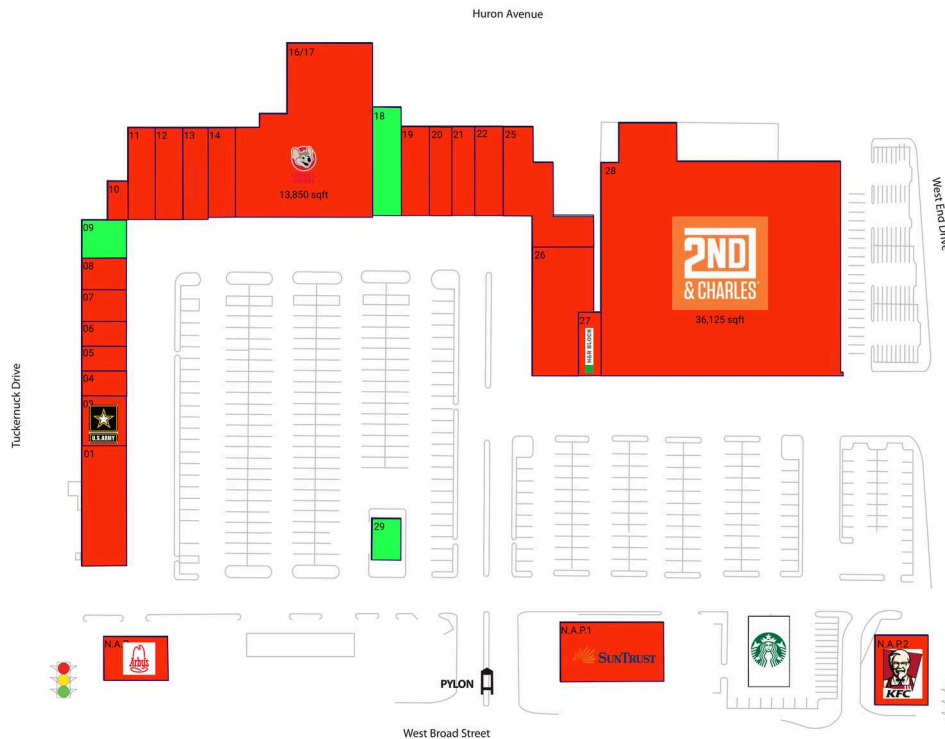 Huron Avenue
16/17
18
11
12
13
14
19
20
21
22
25
13,850 sqft
10
28
West End Drive
09
2ND
& CHARLES
26
08
07
36,125 sqft
27
H&R BLOCK
06
05
Tuckernuck Drive
04
03
U.S.ARMY
01
29
N.A.P.1
N.A.P.2
Arby's
SUNTRUST
KFC
PYLON
West Broad Street